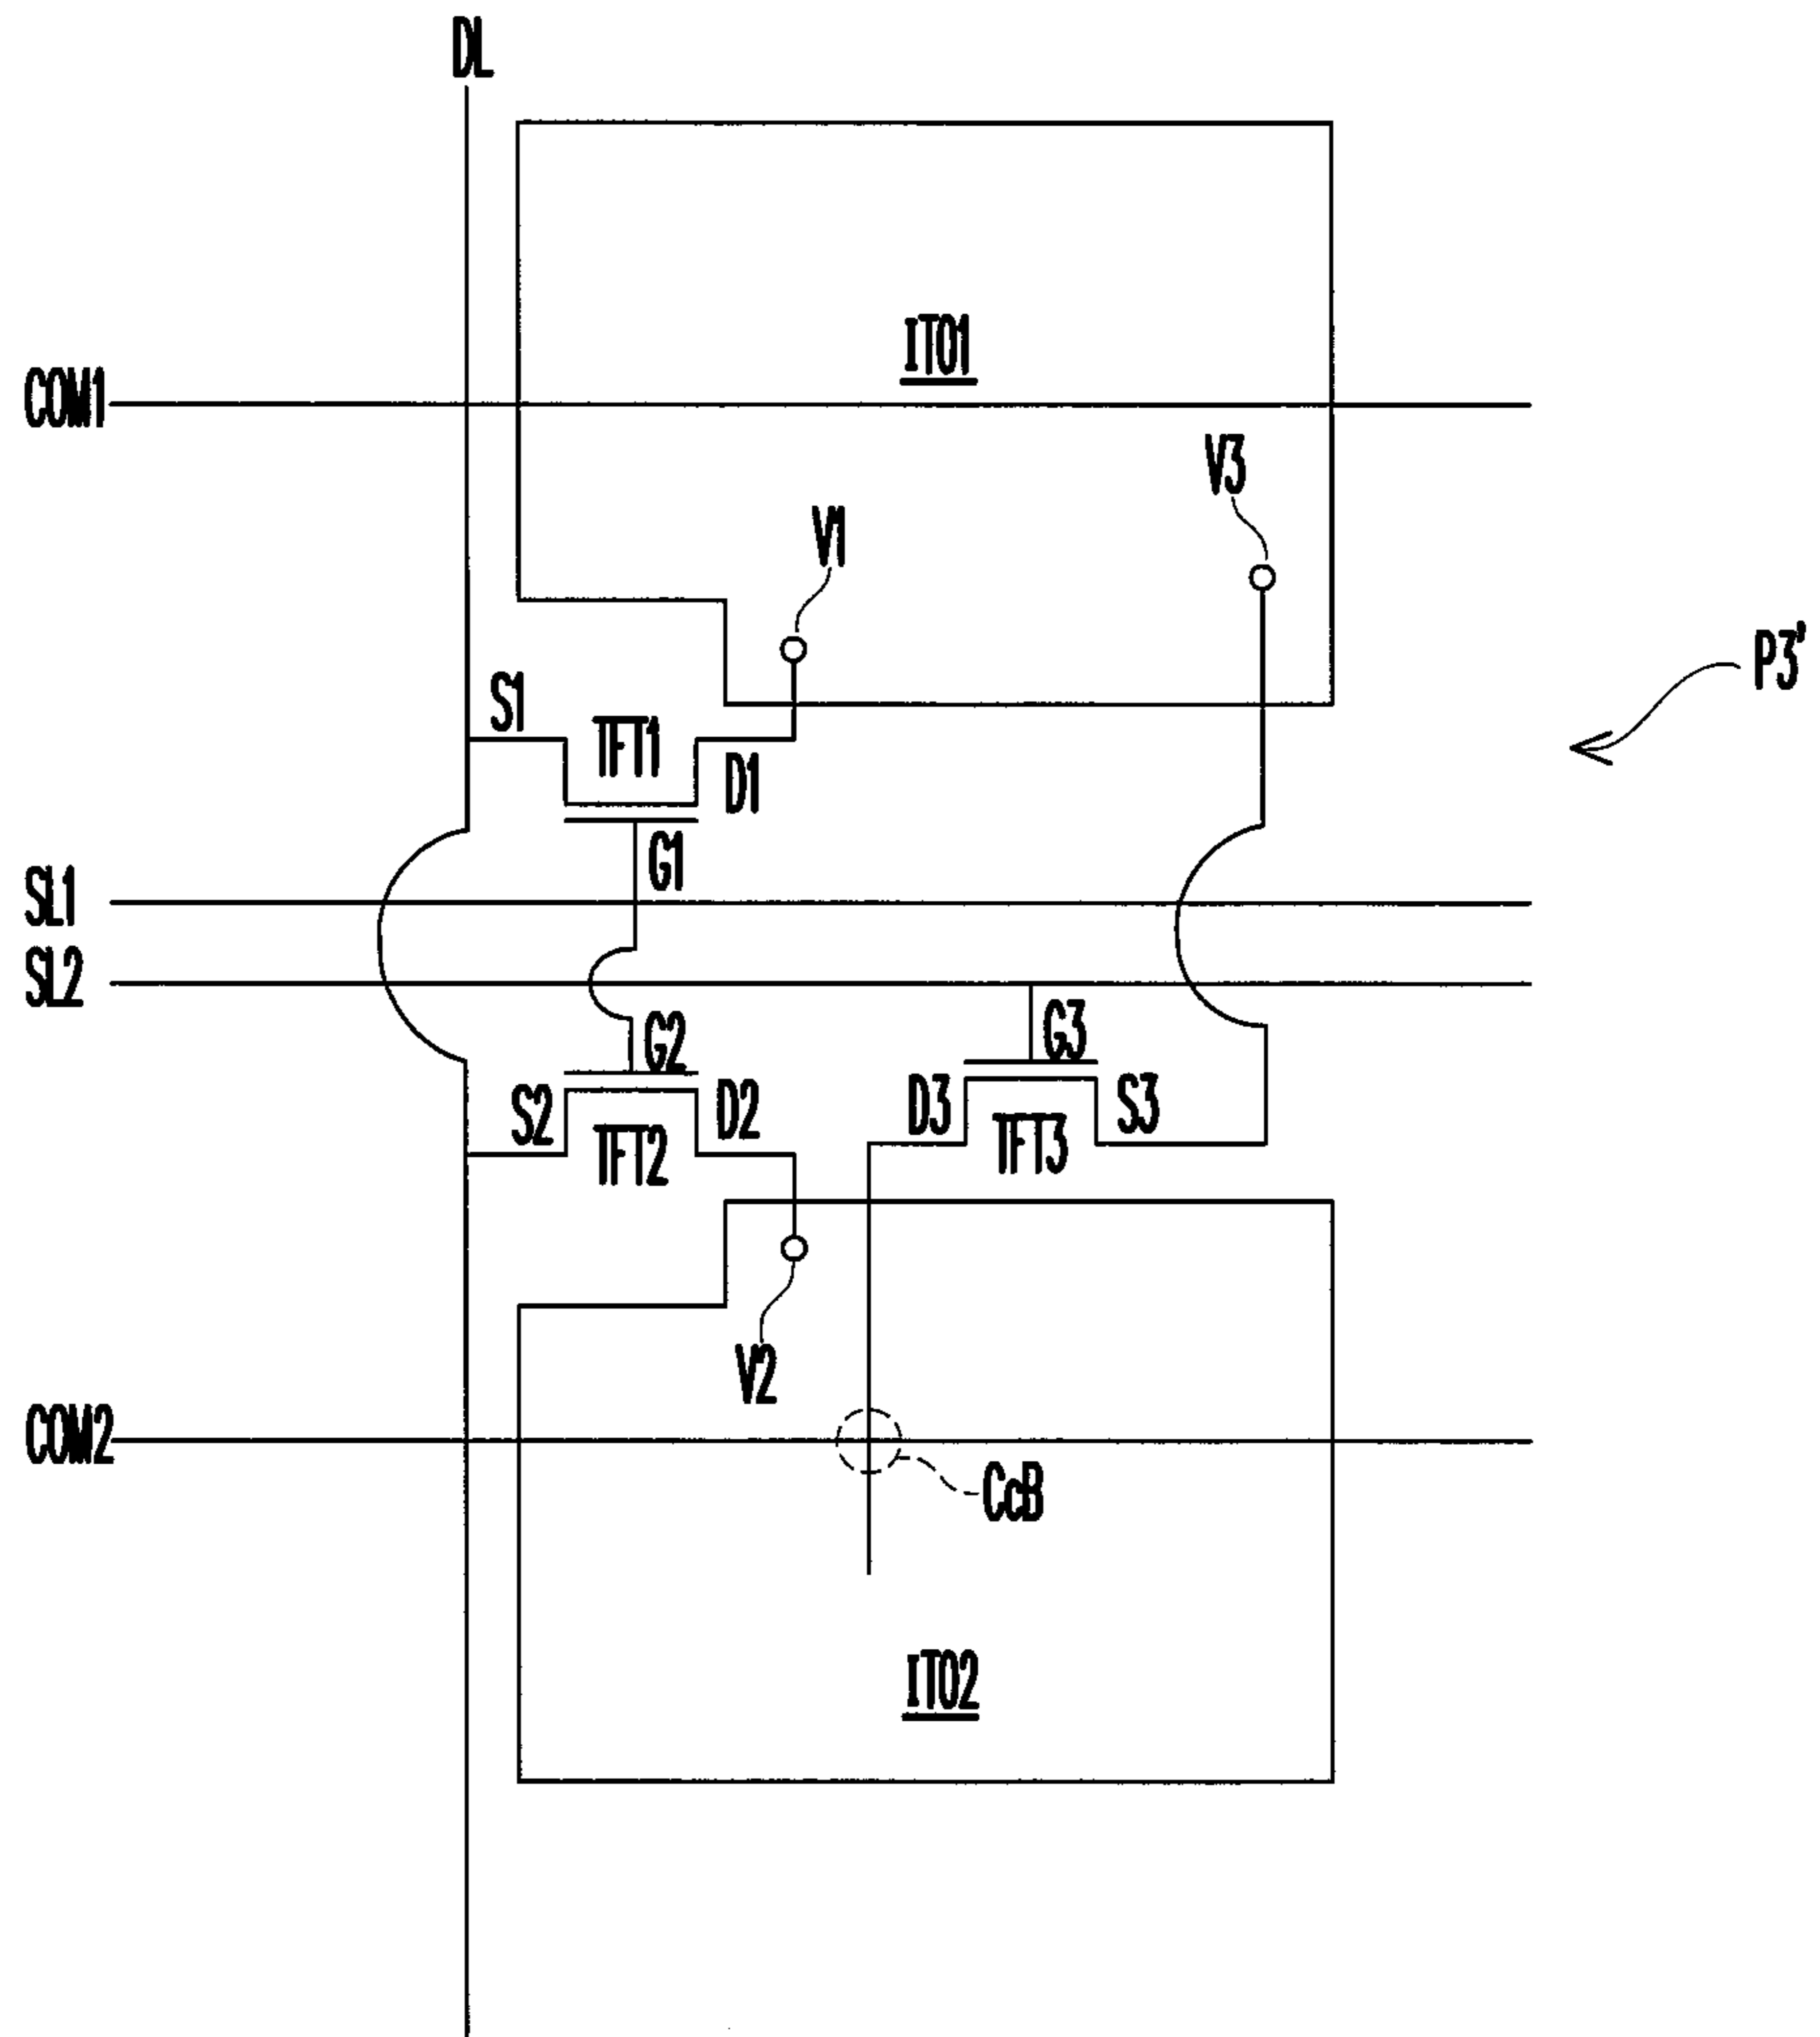 DL
ITO1
COM1
V3
V1
P3'
S1
TFT1
D1
G1
SL1
SL2
G2
G3
S2
D2
D3
S3
TFT2
TFT3
V2
COM2
CcB
ITO2